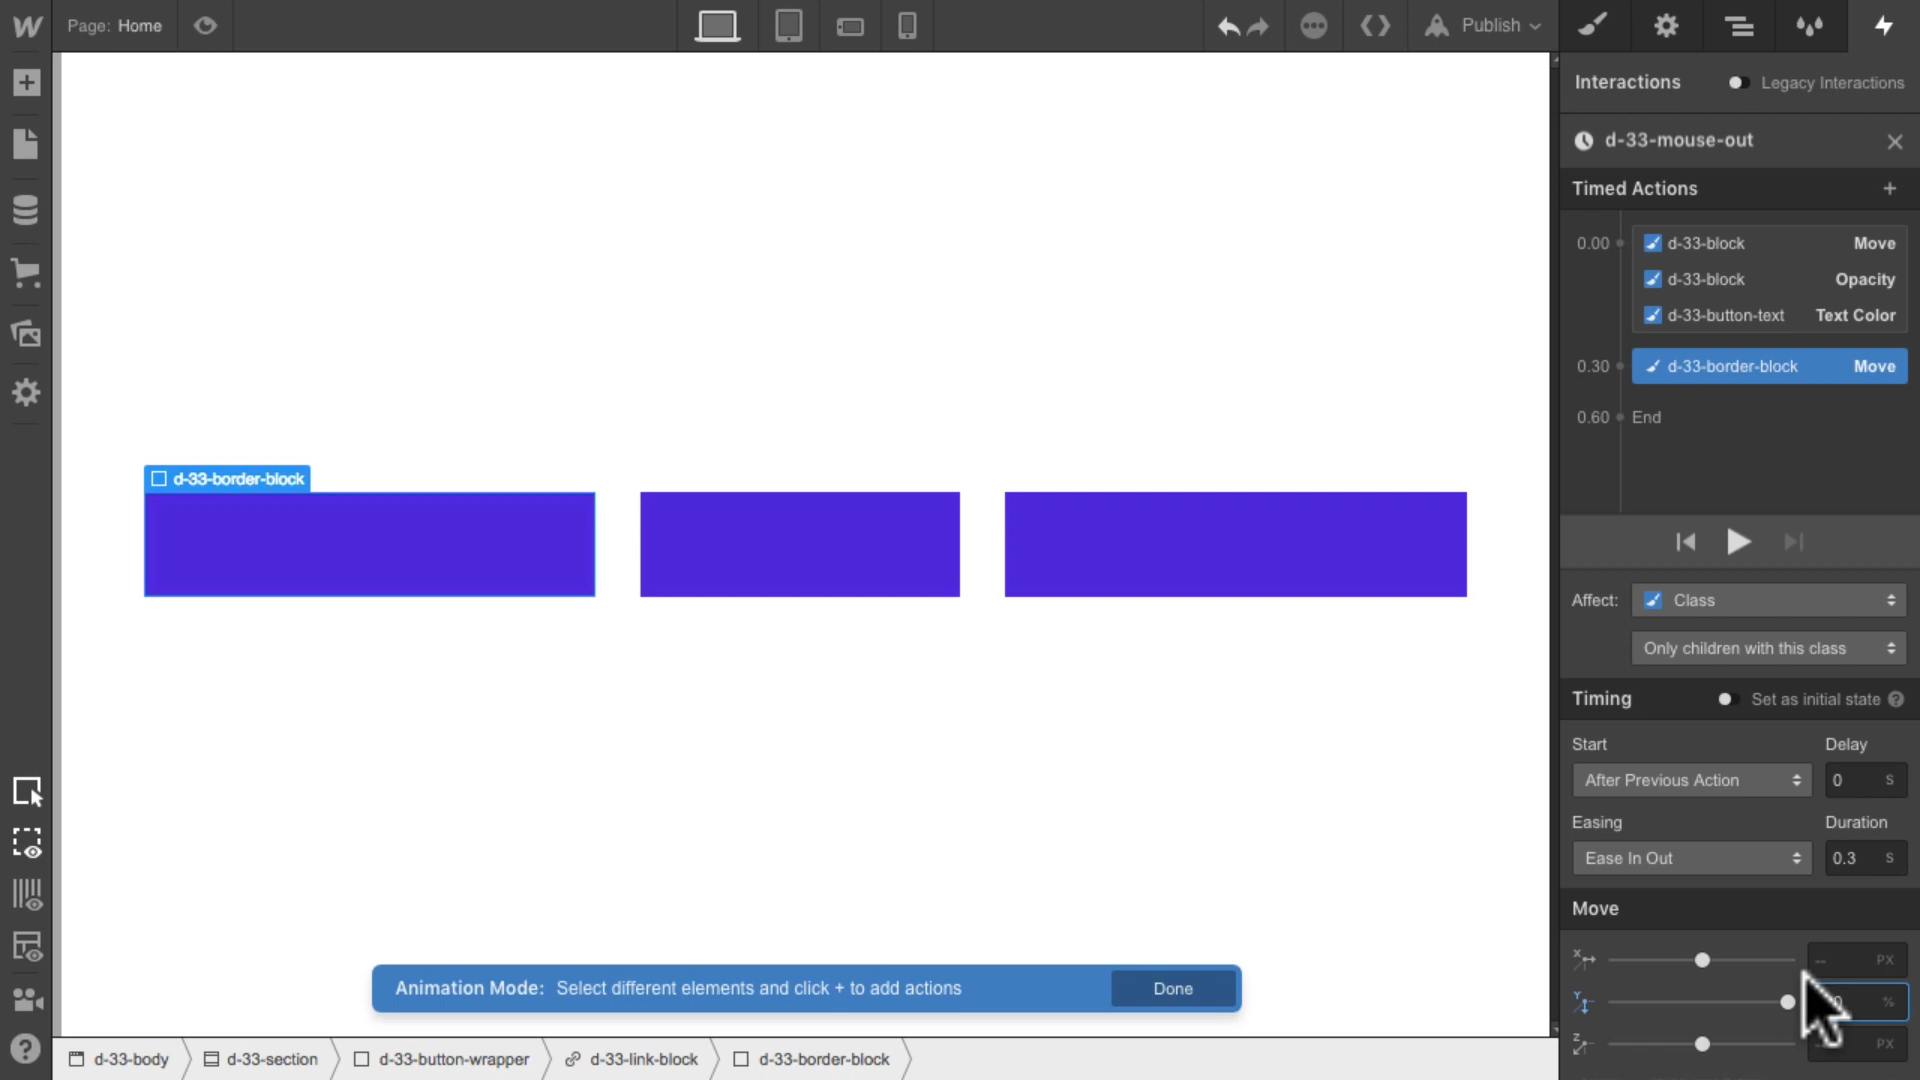 Page: Home
Publish
Interactions
Legacy Interactions
d-33-mouse-out
Timed Actions
0.00
d-33-block Move
d-33-block Opacity
d-33-button-text Text Color
0.30 d-33-border-block Move
0.60 End
d-33-border-block
Affect: Class
Only children with this class
Timing
Set as initial state ?
Start Delay
After Previous Action 0 S
Easing Duration
Ease In Out 0.3 S
Move
X -- PX
Y %
Z PX
Animation Mode: Select different elements and click + to add actions
Done
d-33-body
d-33-section
d-33-button-wrapper
d-33-link-block
d-33-border-block